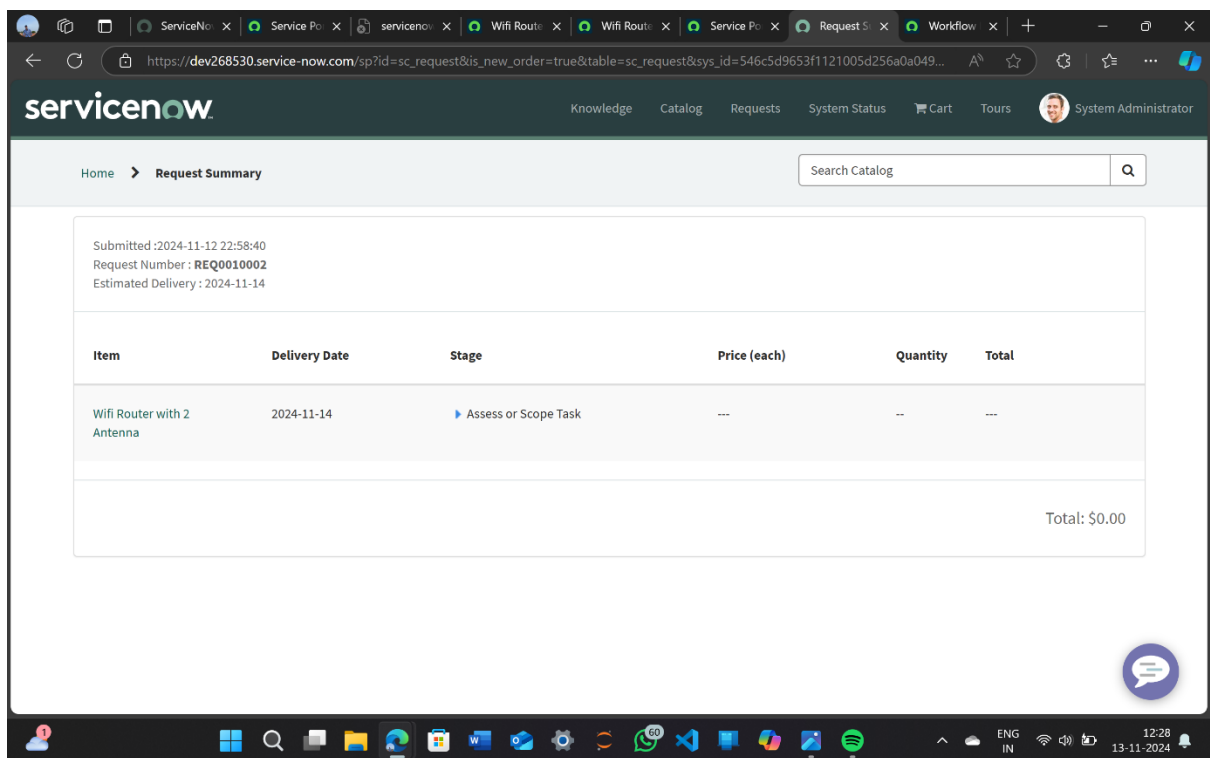 ServiceNo
Service Po
servicenov
Wifi Route
Wifi Route
Service Po
Request S
Workflow
https://dev268530.service-now.com/sp?id=sc_request&is_new_order=true&table=sc_request&sys_id=546c5d9653f1121005d256a0a049...
servicenow
Knowledge Catalog Requests System Status Cart Tours System Administrator
Home Request Summary
Search Catalog
Submitted :2024-11-12 22:58:40
Request Number : REQ0010002
Estimated Delivery : 2024-11-14
Item Delivery Date Stage Price (each) Quantity Total
Wifi Router with 2
Antenna
2024-11-14 Assess or Scope Task --- -- ---
Total: $0.00
1
60
ENG
IN
12:28
13-11-2024